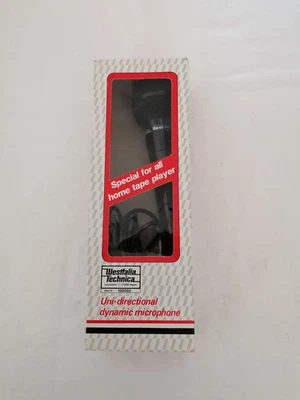 Special for all
home tape player
Westfalia
Technica
Uni-directional
dynamic microphone